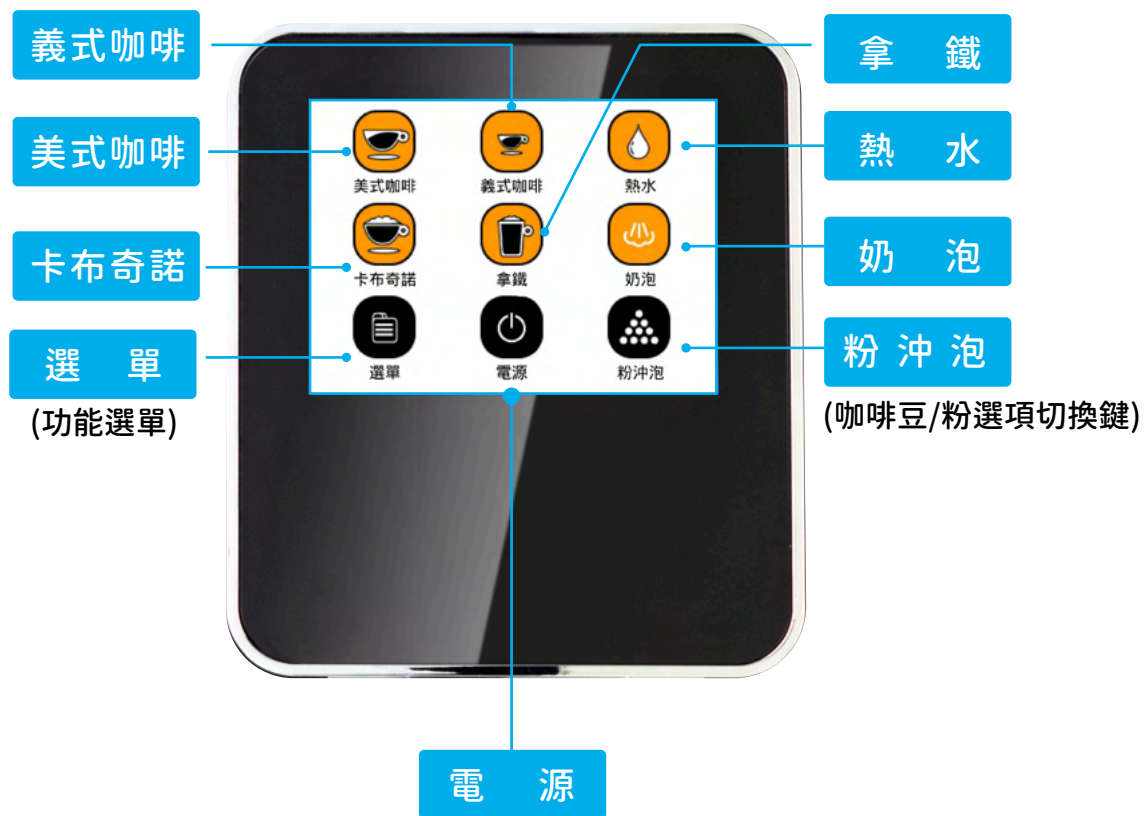 義式咖啡
拿鐵
美式咖啡
熱水
卡布奇諾
奶泡
選單
(功能選單)
粉沖泡
(咖啡豆/粉選項切換鍵)
美式咖啡
義式咖啡
熱水
卡布奇諾
拿鐵
奶泡
選單
電源
粉沖泡
電源